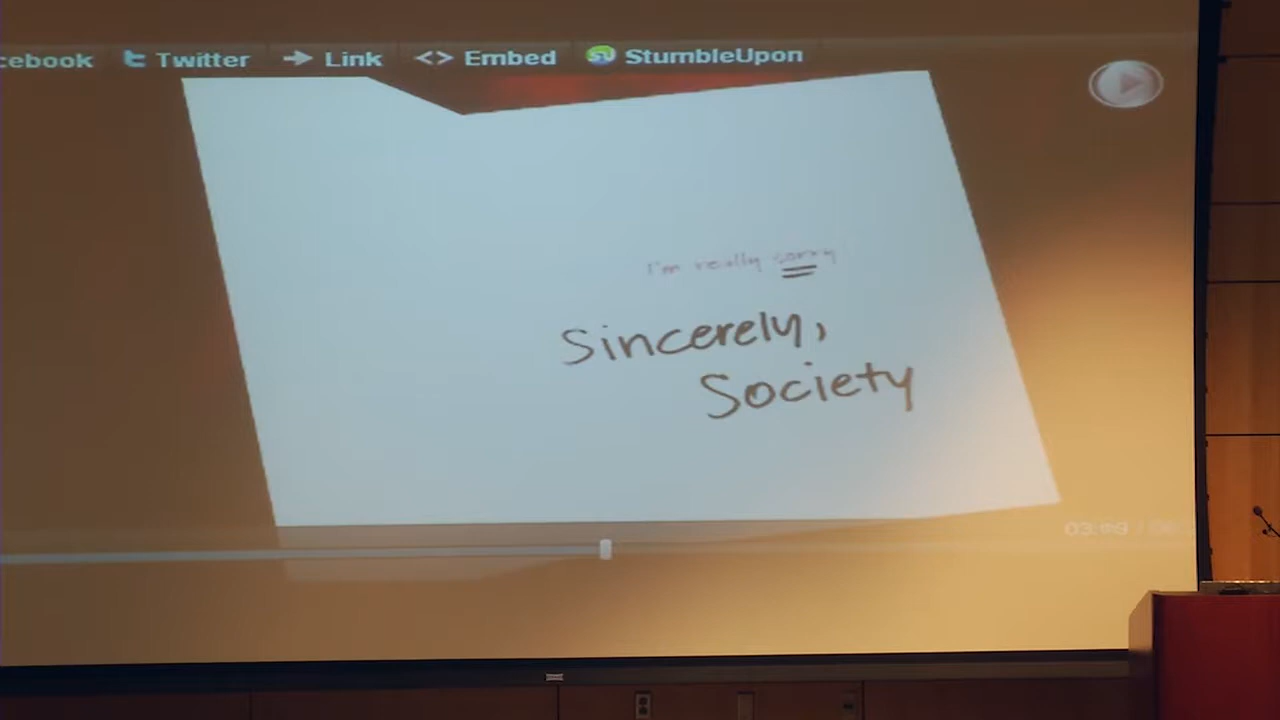 cebook Twitter Link <> Embed StumbleUpon
I'm really sorry
Sincerely,
Society